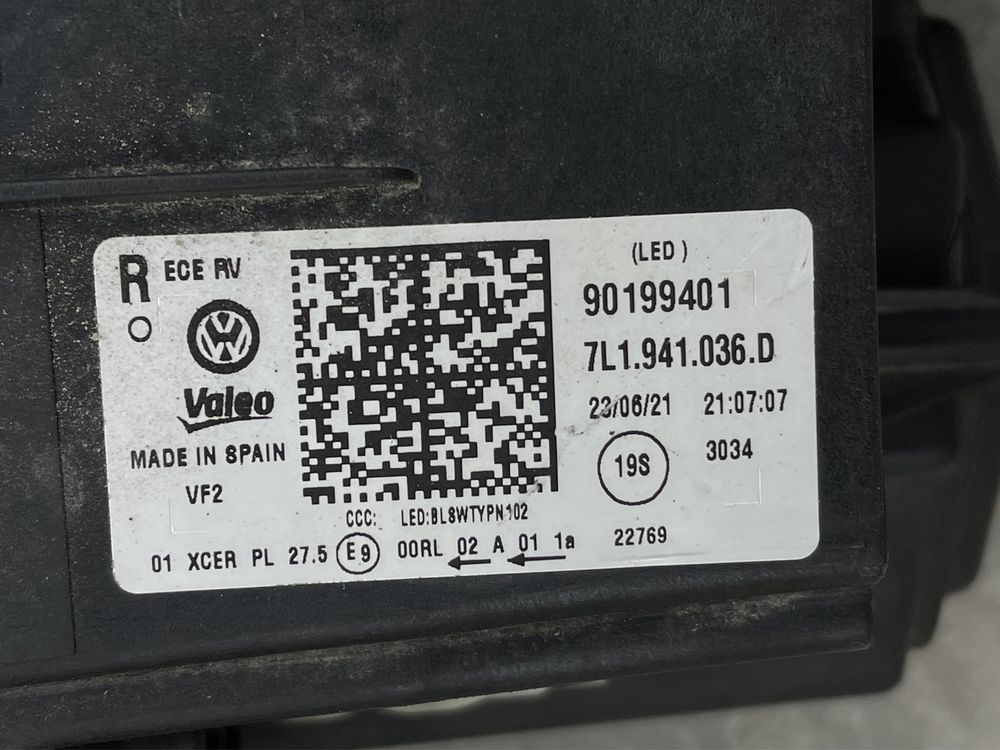 R ECE RV
Valeo
MADE IN SPAIN
VF2
(LED)
90199401
7L1.941.036.D
23/06/21 21:07:07
19S
3034
CCC: LED:BL8WTYPN102
22769
01 XCER PL 27.5 E9 00RL 02 A 01 1a